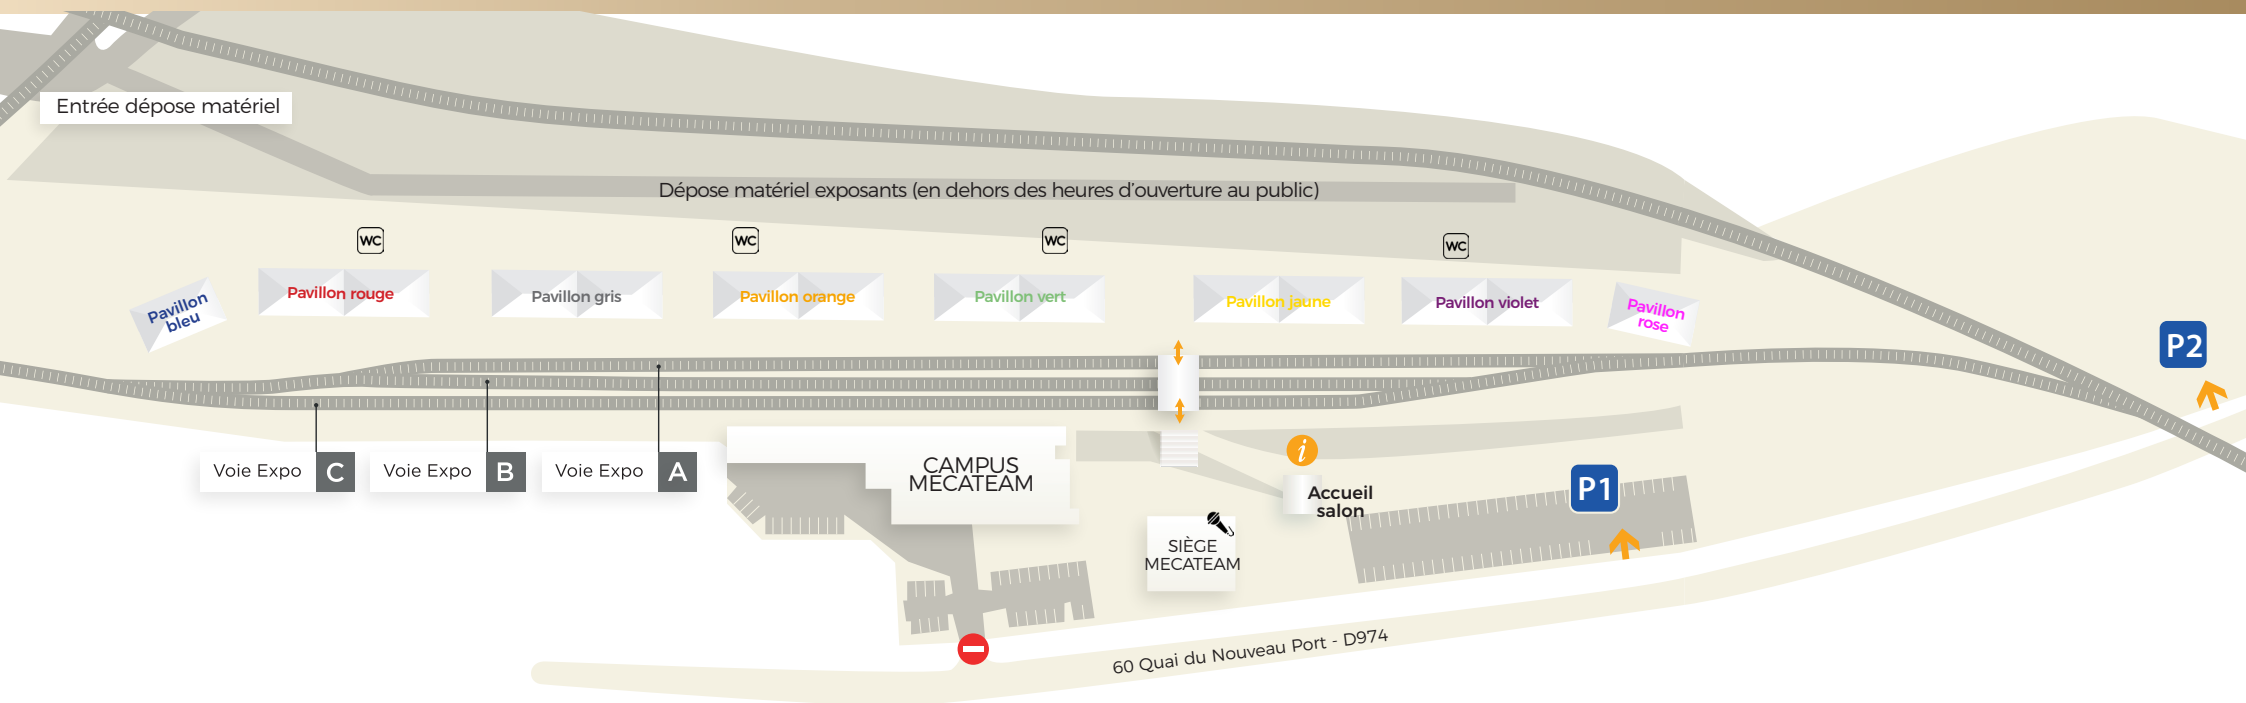 Entrée dépose matériel
Dépose matériel exposants (en dehors des heures d'ouverture au public)
WC
WC
WC
WC
Pavillon
bleu
Pavillon rouge
Pavillon gris
Pavillon orange
Pavillon vert
Pavillon jaune
Pavillon violet
Pavillon
rose
P2
Voie Expo C
Voie Expo B
Voie Expo A
CAMPUS
MECATEAM
i
Accueil
salon
P1
SIÈGE
MECATEAM
60 Quai du Nouveau Port - D974